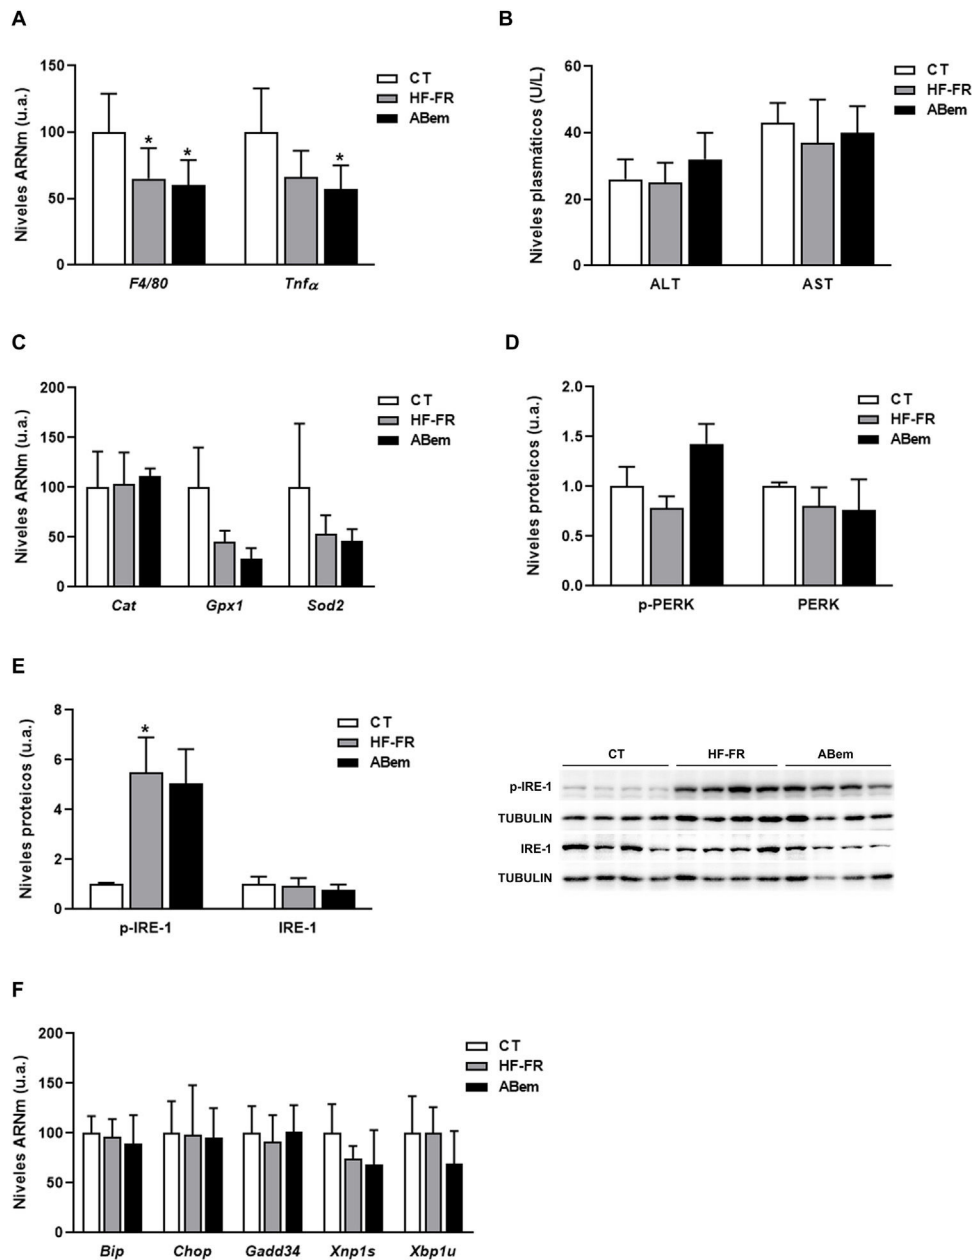 A
Niveles ARNm (u.a.)
150
100
50
0
* * *
F4/80 Tnfα
CT
HF-FR
ABem
B
Niveles plasmáticos (U/L)
60
40
20
0
ALT AST
CT
HF-FR
ABem
C
Niveles ARNm (u.a.)
200
150
100
50
0
Cat Gpx1 Sod2
CT
HF-FR
ABem
D
Niveles proteicos (u.a.)
2.0
1.5
1.0
0.5
0.0
p-PERK PERK
CT
HF-FR
ABem
E
Niveles proteicos (u.a.)
8
6
4
2
0
*
p-IRE-1 IRE-1
CT
HF-FR
ABem
CT HF-FR ABem
p-IRE-1
TUBULIN
IRE-1
TUBULIN
F
Niveles ARNm (u.a.)
200
150
100
50
0
Bip Chop Gadd34 Xnp1s Xbp1u
CT
HF-FR
ABem